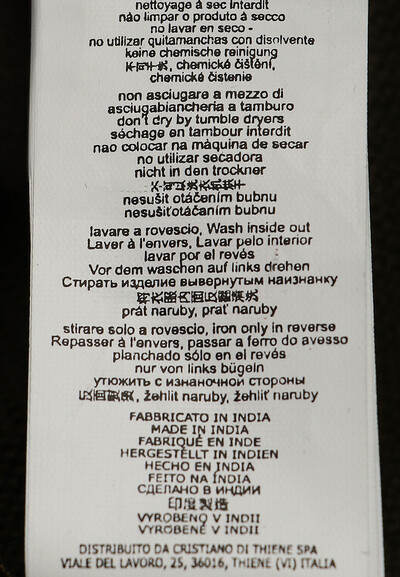 nettoyage à sec interdit
não limpar o produto à secco
no lavar en seco -
no utilizar quitamanchas con disolvente
keine chemische reinigung
不可干洗, chemické čištění,
chemické čistenie
non asciugare a mezzo di
asciugabiancheria a tamburo
don't dry by tumble dryers
séchage en tambour interdit
nao colocar na màquina de secar
no utilizar secadora
nicht in den trockner
nesušit otáčením bubnu
nesušiťotáčaním bubnu
lavare a rovescio, Wash inside out
Laver à l'envers, Lavar pelo interior
lavar por el revés
Vor dem waschen auf links drehen
Стирать изделие вывернутым наизнанку
prát naruby, prať naruby
stirare solo a rovescio, iron only in reverse
Repasser à l'envers, passar a ferro do avesso
planchado sólo en el revés
nur von links bügeln
утюжить с изнаночной стороны
žehlit naruby, žehliť naruby
FABBRICATO IN INDIA
MADE IN INDIA
FABRIQUÉ EN INDE
HERGESTELLT IN INDIEN
HECHO EN INDIA
FEITO NA ÍNDIA
СДЕЛАНО В ИНДИИ
印度製造
VYROBENO V INDII
VYROBENÉ V INDII
DISTRIBUITO DA CRISTIANO DI THIENE SPA
VIALE DEL LAVORO, 25, 36016, THIENE (VI) ITALIA